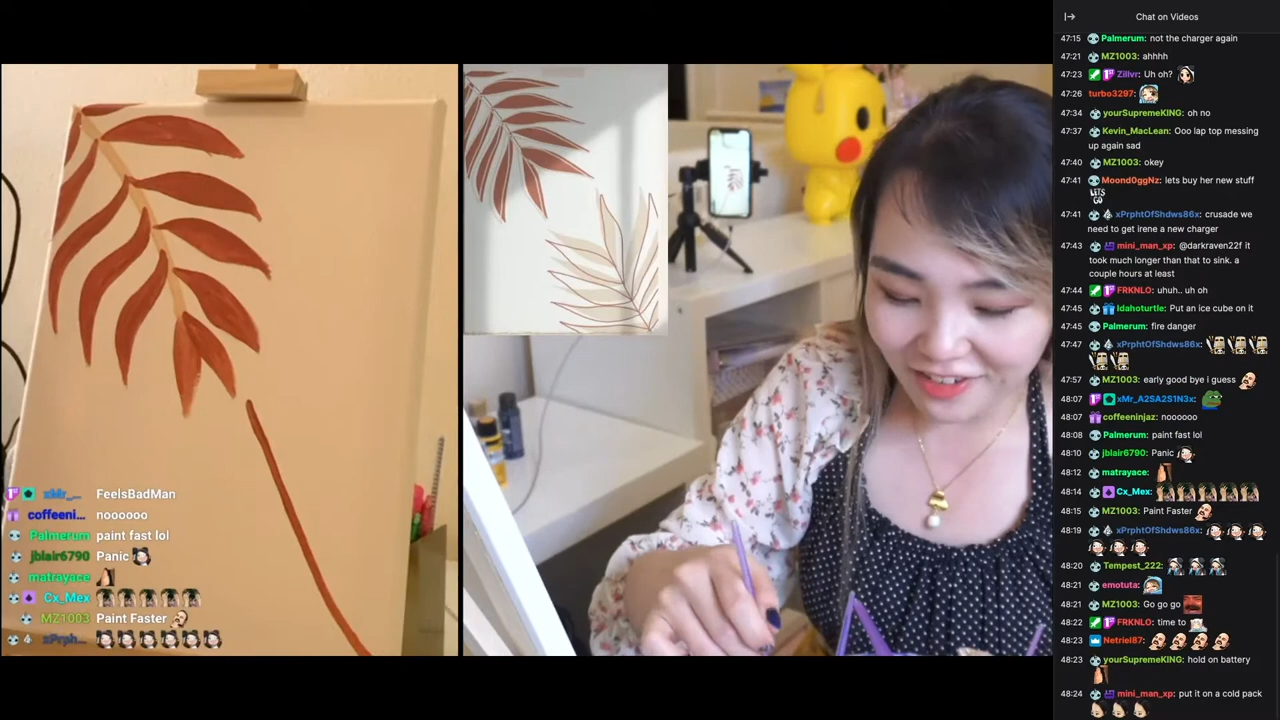 Chat on Videos
47:15 Palmerum: not the charger again
47:21 MZ1003: ahhhh
47:23 Zillvr: Uh oh?
47:26 turbo3297:
47:34 yourSupremeKING: oh no
47:37 Kevin_MacLean: Ooo lap top messing
up again sad
47:40 MZ1003: okey
47:41 Moond0ggNz: lets buy her new stuff
LETS
GO
47:41 xPrphtOfShdws86x: crusade we
need to get irene a new charger
47:43 mini_man_xp: @darkraven22f it
took much longer than that to sink. a
couple hours at least
47:44 FRKNLO: uhuh.. uh oh
47:45 Idahoturtle: Put an ice cube on it
47:45 Palmerum: fire danger
47:47 xPrphtOfShdws86x:
47:57 MZ1003: early good bye i guess
48:07 xMr_A2SA2S1N3x:
48:07 coffeeninjaz: noooooo
48:08 Palmerum: paint fast lol
48:10 jblair6790: Panic
48:12 matrayace:
48:14 Cx_Mex:
48:15 MZ1003: Paint Faster
48:19 xPrphtOfShdws86x:
48:20 Tempest_222:
48:21 emotuta:
48:21 MZ1003: Go go go
48:22 FRKNLO: time to
48:23 Netriel87:
48:23 yourSupremeKING: hold on battery
48:24 mini_man_xp: put it on a cold pack
xMr_... FeelsBadMan
coffeeni... noooooo
Palmerum paint fast lol
jblair6790 Panic
matrayace
Cx_Mex
MZ1003 Paint Faster
xPrph...